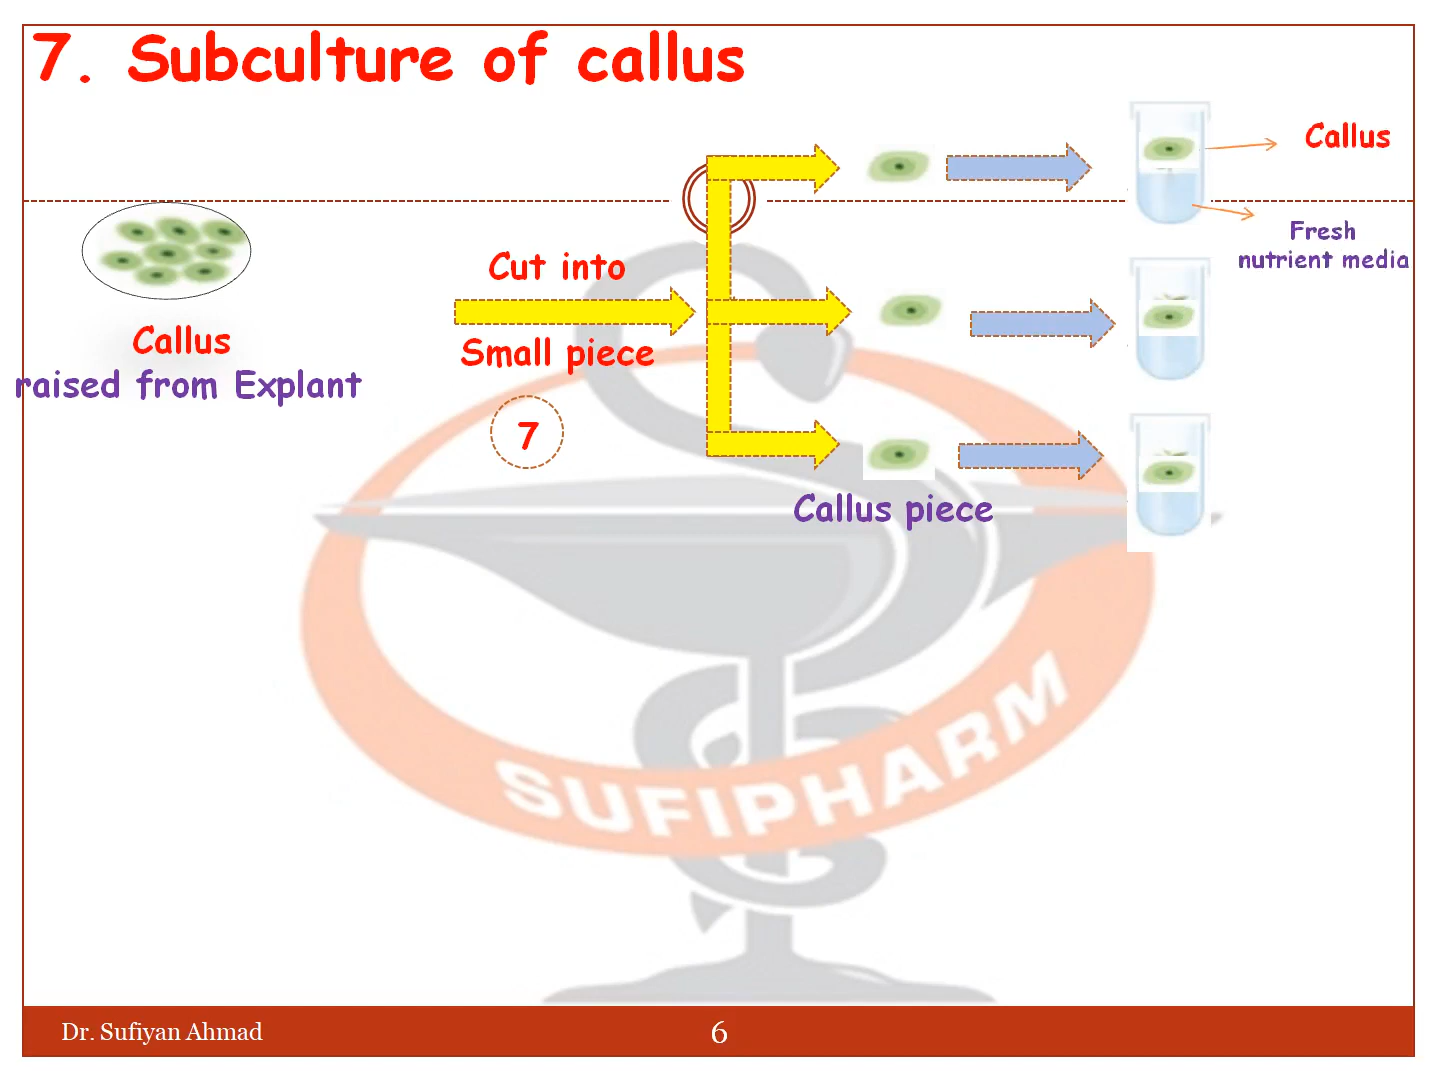 7. Subculture of callus
Callus
Fresh
nutrient media
Cut into
Small piece
Callus
raised from Explant
7
Callus piece
SUFIPHARM
Dr. Sufiyan Ahmad
6